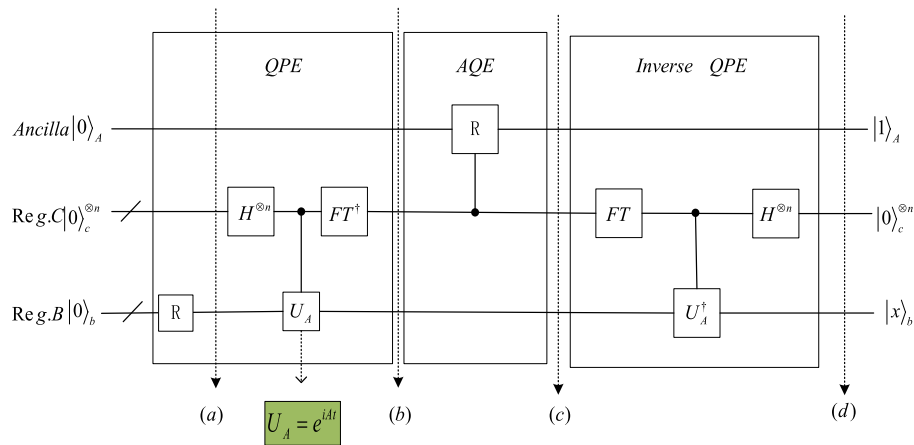 QPE AQE Inverse QPE
Ancilla|0⟩_A R |1⟩_A
Reg.C|0⟩_c^{⊗n} H^{⊗n} FT^† FT H^{⊗n} |0⟩_c^{⊗n}
Reg.B|0⟩_b R U_A U_A^† |x⟩_b
(a) (b) (c) (d)
U_A = e^{iAt}